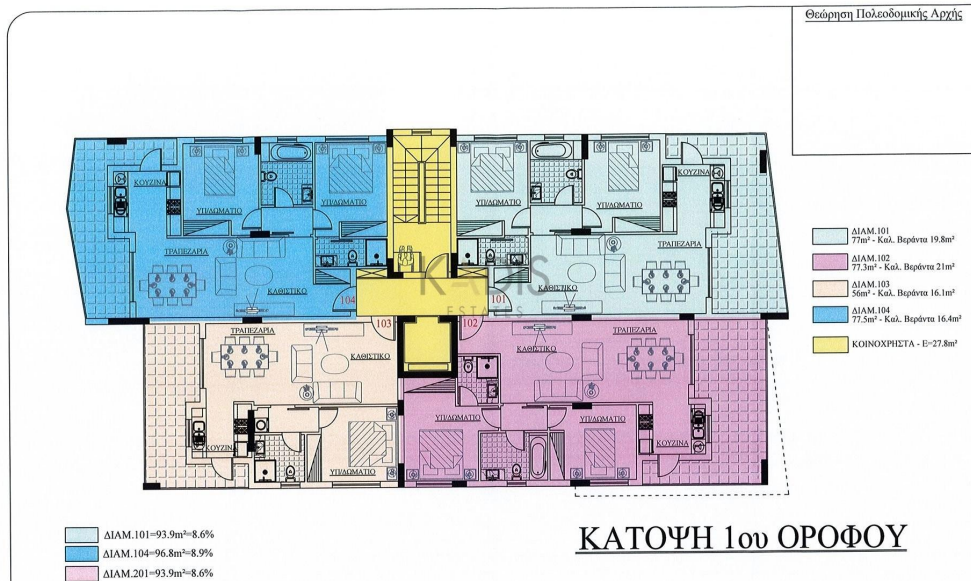 Θεώρηση Πολεοδομικής Αρχής
ΚΟΥΖΙΝΑ
ΥΠ/ΔΩΜΑΤΙΟ
ΥΠ/ΔΩΜΑΤΙΟ
ΥΠ/ΔΩΜΑΤΙΟ
ΥΠ/ΔΩΜΑΤΙΟ
ΚΟΥΖΙΝΑ
ΤΡΑΠΕΖΑΡΙΑ
ΚΑΘΙΣΤΙΚΟ
104
KADIS
ESTATES
101
ΚΑΘΙΣΤΙΚΟ
ΤΡΑΠΕΖΑΡΙΑ
ΔΙΑΜ.101
77m² - Καλ. Βεράντα 19.8m²
ΔΙΑΜ.102
77.3m² - Καλ. Βεράντα 21m²
ΔΙΑΜ.103
56m² - Καλ. Βεράντα 16.1m²
ΔΙΑΜ.104
77.5m² - Καλ. Βεράντα 16.4m²
ΚΟΙΝΟΧΡΗΣΤΑ - Ε=27.8m²
103
102
ΤΡΑΠΕΖΑΡΙΑ
ΚΑΘΙΣΤΙΚΟ
ΚΑΘΙΣΤΙΚΟ
ΤΡΑΠΕΖΑΡΙΑ
ΚΟΥΖΙΝΑ
ΥΠ/ΔΩΜΑΤΙΟ
ΥΠ/ΔΩΜΑΤΙΟ
ΥΠ/ΔΩΜΑΤΙΟ
ΚΟΥΖΙΝΑ
ΚΑΤΟΨΗ 1ου ΟΡΟΦΟΥ
ΔΙΑΜ.101=93.9m²=8.6%
ΔΙΑΜ.104=96.8m²=8.9%
ΔΙΑΜ.201=93.9m²=8.6%